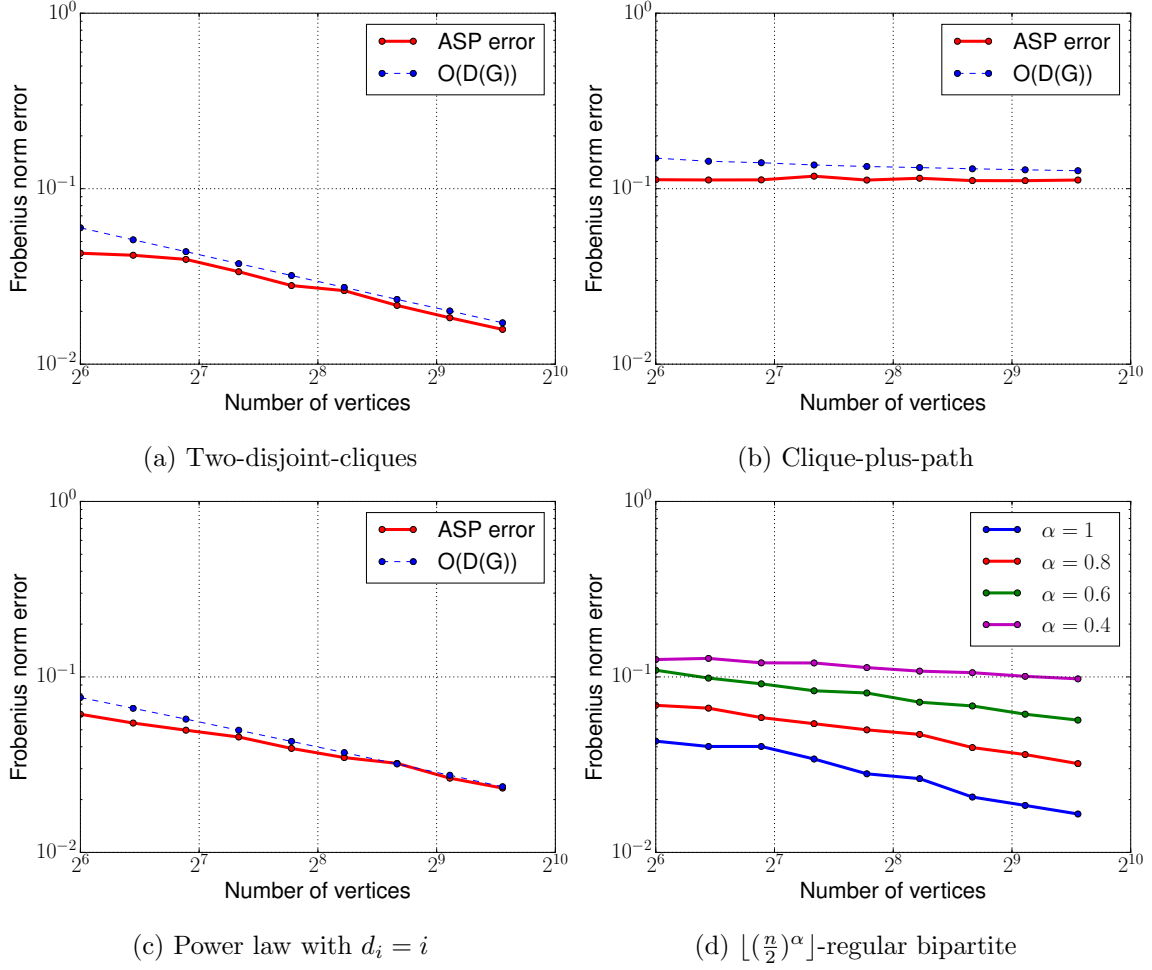 10^0
ASP error
O(D(G))
Frobenius norm error
10^{-1}
10^{-2}
2^6 2^7 2^8 2^9 2^{10}
Number of vertices
(a) Two-disjoint-cliques
10^0
ASP error
O(D(G))
Frobenius norm error
10^{-1}
10^{-2}
2^6 2^7 2^8 2^9 2^{10}
Number of vertices
(b) Clique-plus-path
10^0
ASP error
O(D(G))
Frobenius norm error
10^{-1}
10^{-2}
2^6 2^7 2^8 2^9 2^{10}
Number of vertices
(c) Power law with d_i = i
10^0
α = 1
α = 0.8
α = 0.6
α = 0.4
Frobenius norm error
10^{-1}
10^{-2}
2^6 2^7 2^8 2^9 2^{10}
Number of vertices
(d) ⌊(n/2)^α⌋-regular bipartite